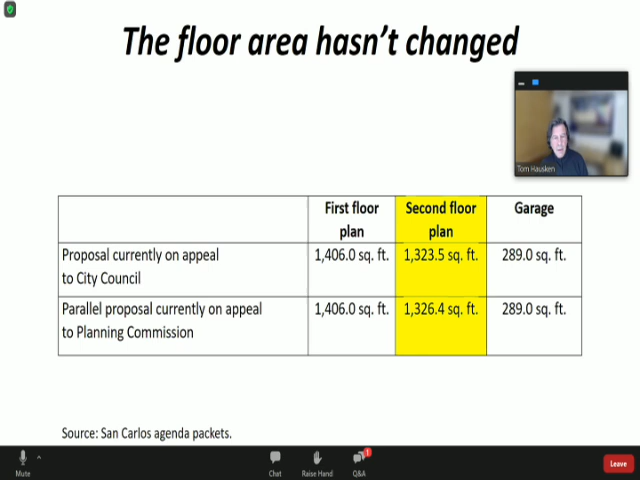 The floor area hasn't changed
Tom Hausken
First floor plan
Second floor plan
Garage
Proposal currently on appeal
to City Council
1,406.0 sq. ft.
1,323.5 sq. ft.
289.0 sq. ft.
Parallel proposal currently on appeal
to Planning Commission
1,406.0 sq. ft.
1,326.4 sq. ft.
289.0 sq. ft.
Source: San Carlos agenda packets.
Mute
Chat
Raise Hand
1
Q&A
Leave